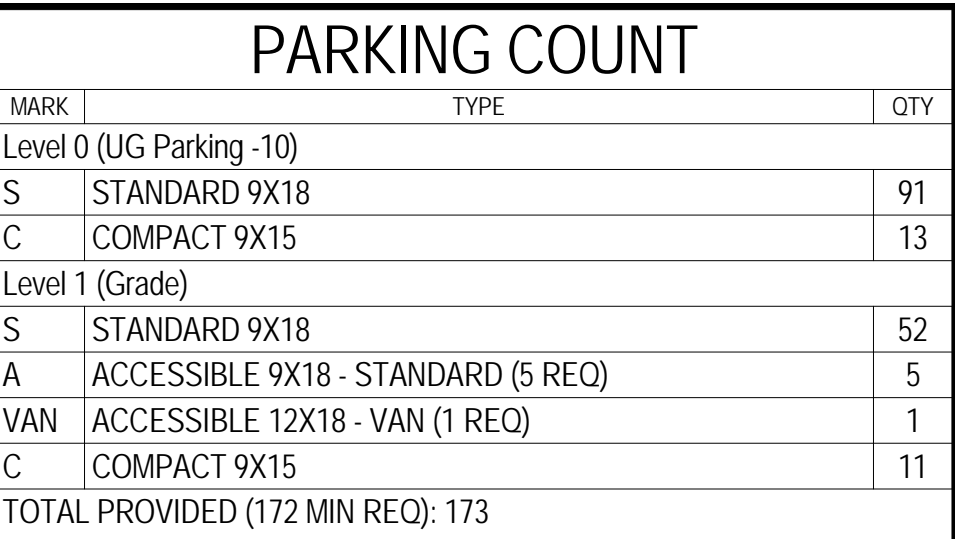 PARKING COUNT
MARK TYPE QTY
Level 0 (UG Parking -10)
S STANDARD 9X18 91
C COMPACT 9X15 13
Level 1 (Grade)
S STANDARD 9X18 52
A ACCESSIBLE 9X18 - STANDARD (5 REQ) 5
VAN ACCESSIBLE 12X18 - VAN (1 REQ) 1
C COMPACT 9X15 11
TOTAL PROVIDED (172 MIN REQ): 173